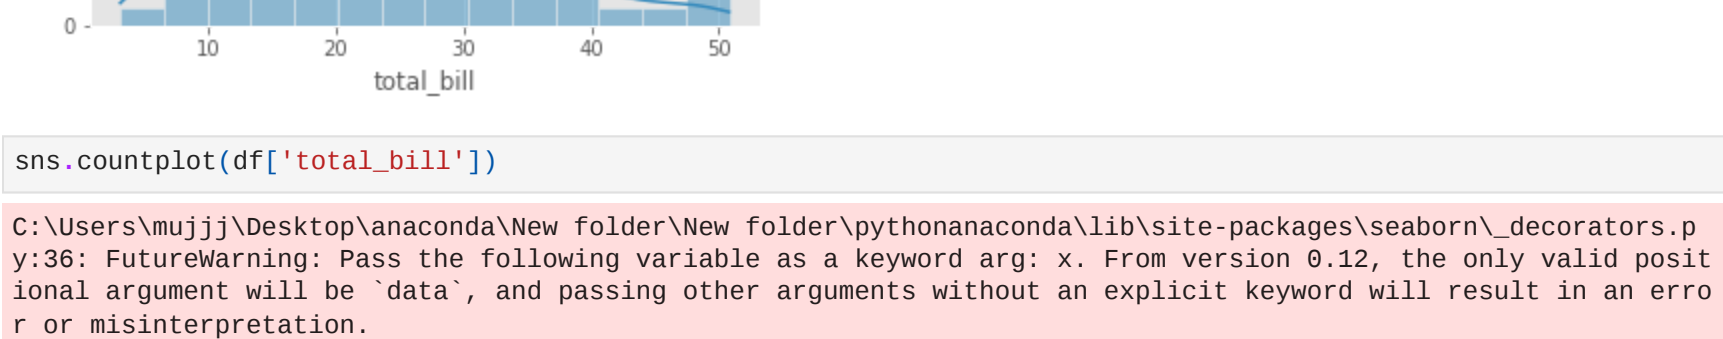 0
10 20 30 40 50
total_bill
sns.countplot(df['total_bill'])
C:\Users\mujjj\Desktop\anaconda\New folder\New folder\pythonanaconda\lib\site-packages\seaborn\_decorators.p
y:36: FutureWarning: Pass the following variable as a keyword arg: x. From version 0.12, the only valid posit
ional argument will be `data`, and passing other arguments without an explicit keyword will result in an erro
r or misinterpretation.